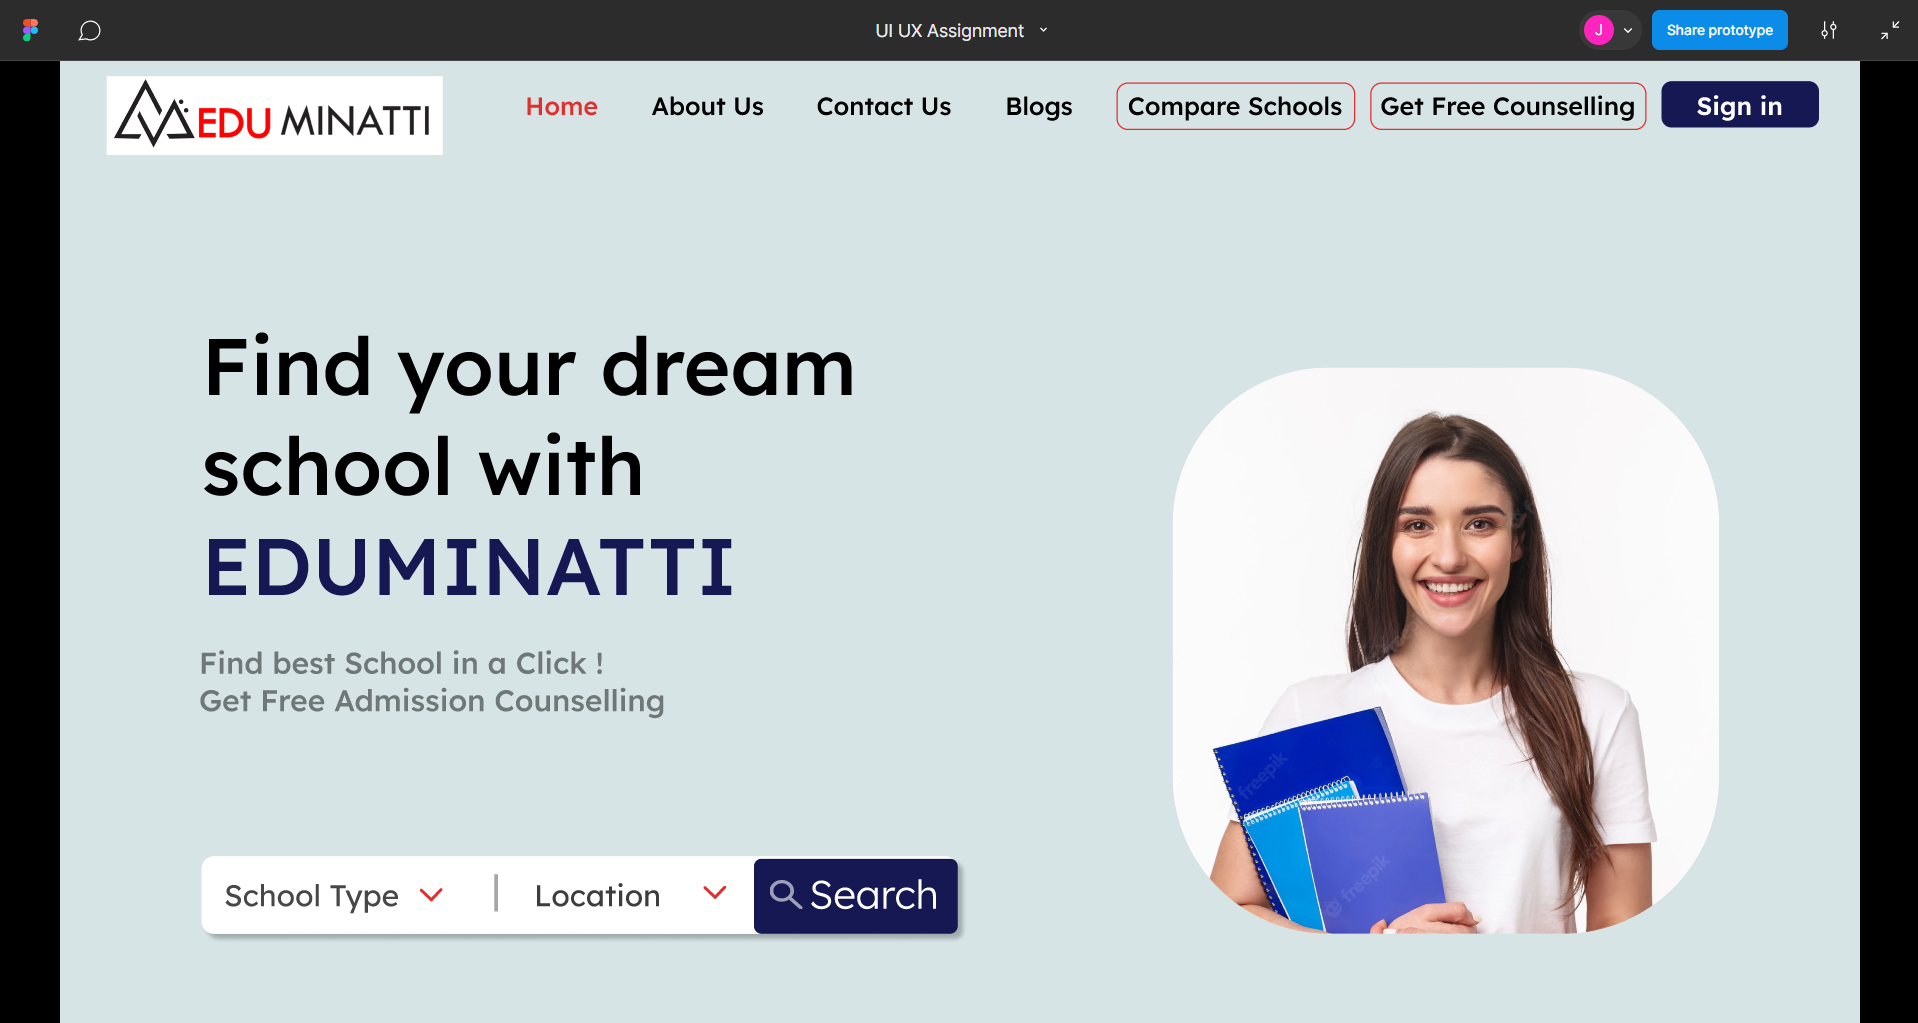 UI UX Assignment
J
Share prototype
EDU MINATTI
Home
About Us
Contact Us
Blogs
Compare Schools
Get Free Counselling
Sign in
Find your dream
school with
EDUMINATTI
Find best School in a Click !
Get Free Admission Counselling
School Type
Location
Search
freepik
freepik